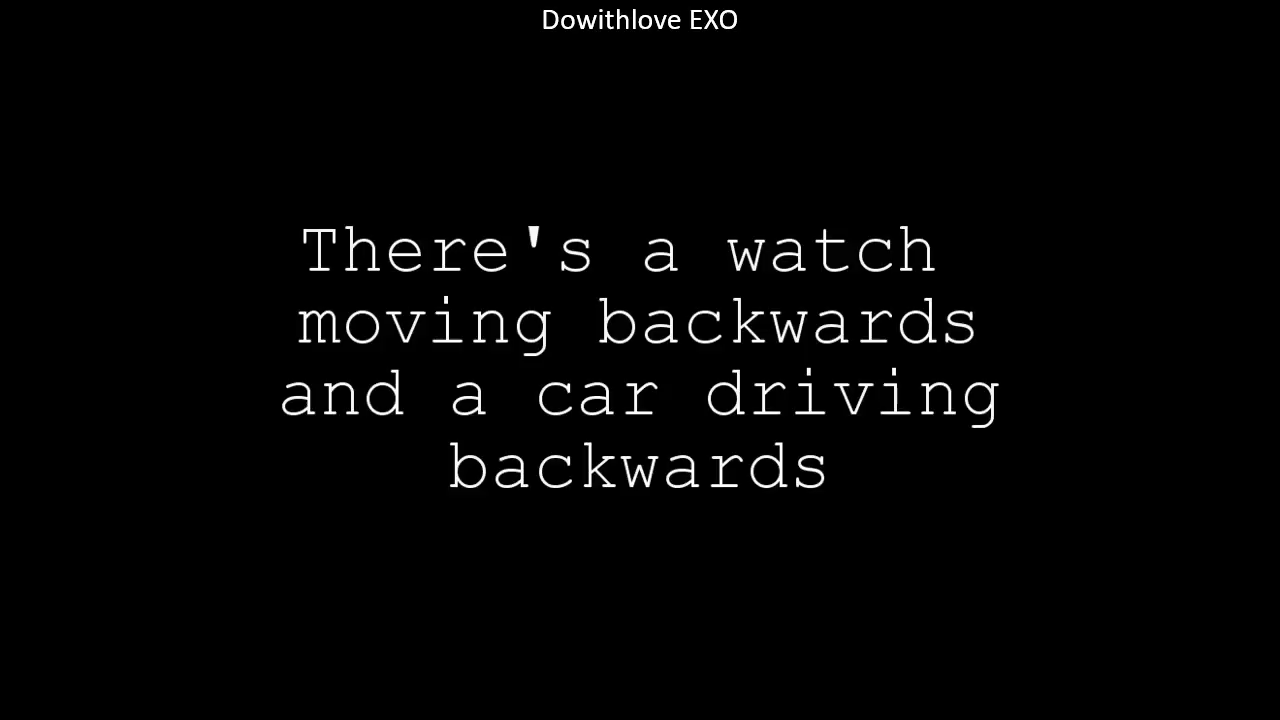 Dowithlove EXO
There's a watch
moving backwards
and a car driving
backwards